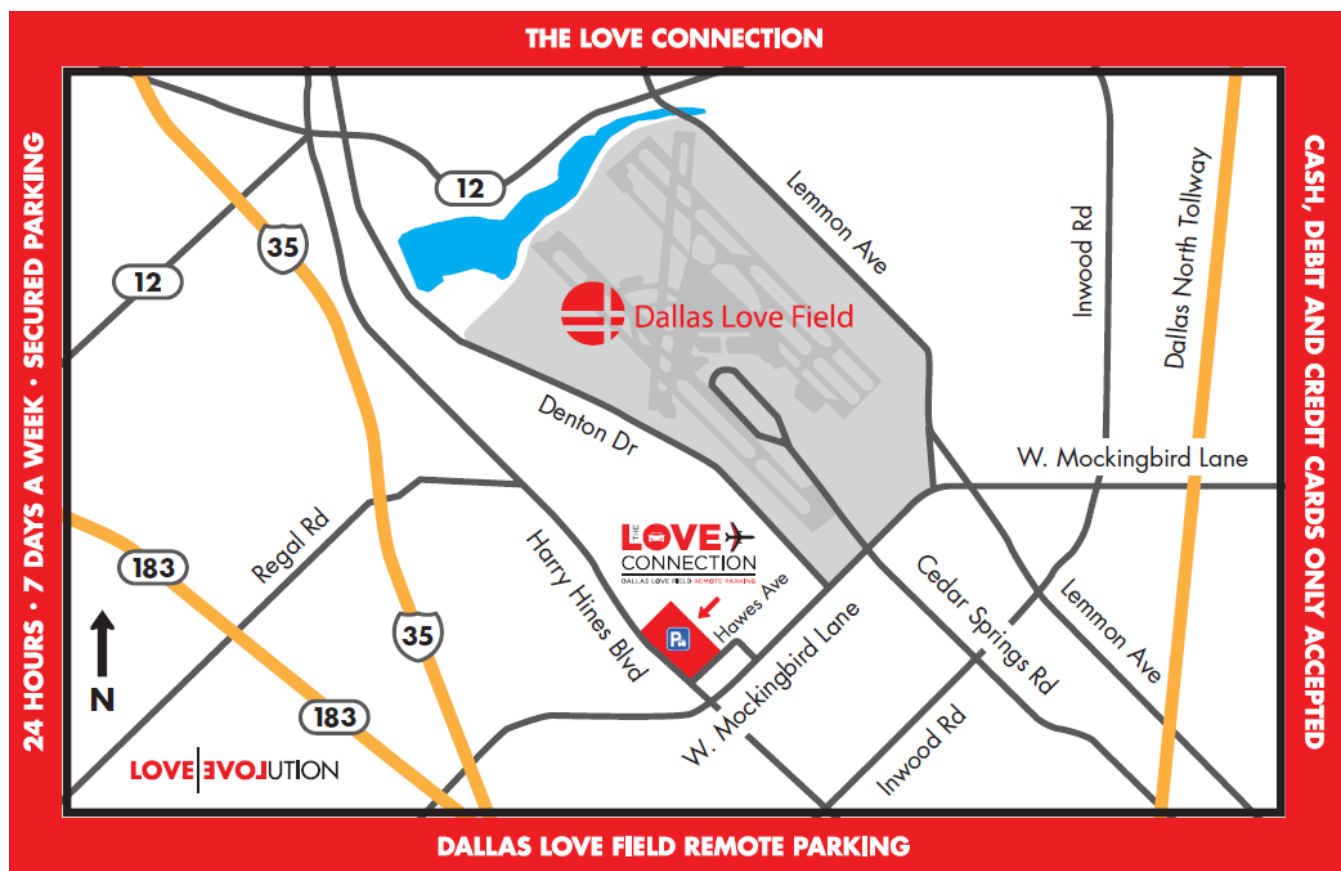 THE LOVE CONNECTION
24 HOURS • 7 DAYS A WEEK • SECURED PARKING
CASH, DEBIT AND CREDIT CARDS ONLY ACCEPTED
12
Lemmon Ave
Inwood Rd
Dallas North Tollway
35
12
Dallas Love Field
Denton Dr
W. Mockingbird Lane
Regal Rd
183
Harry Hines Blvd
THE
LOVE
CONNECTION
DALLAS LOVE FIELD REMOTE PARKING
Hawes Ave
P
Cedar Springs Rd
Lemmon Ave
35
W. Mockingbird Lane
N
183
Inwood Rd
LOVE EVOLUTION
DALLAS LOVE FIELD REMOTE PARKING